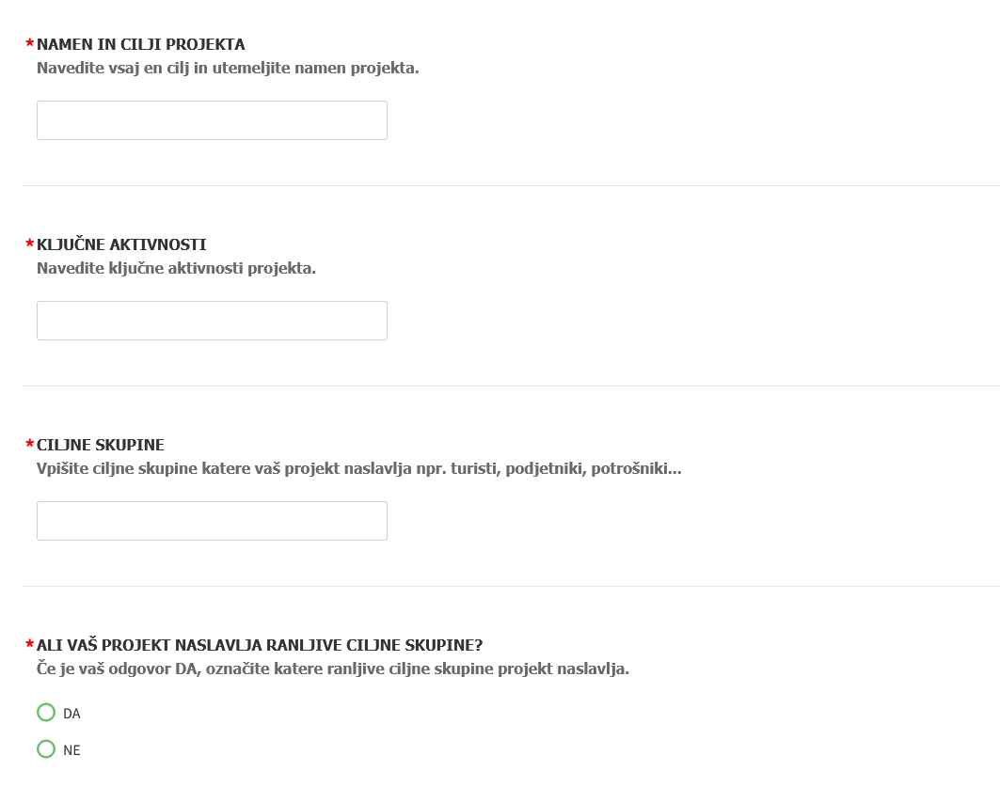 *NAMEN IN CILJI PROJEKTA
Navedite vsaj en cilj in utemeljite namen projekta.
*KLJUČNE AKTIVNOSTI
Navedite ključne aktivnosti projekta.
*CILJNE SKUPINE
Vpišite ciljne skupine katere vaš projekt naslavlja npr. turisti, podjetniki, potrošniki...
*ALI VAŠ PROJEKT NASLAVLJA RANLJIVE CILJNE SKUPINE?
Če je vaš odgovor DA, označite katere ranljive ciljne skupine projekt naslavlja.
DA
NE